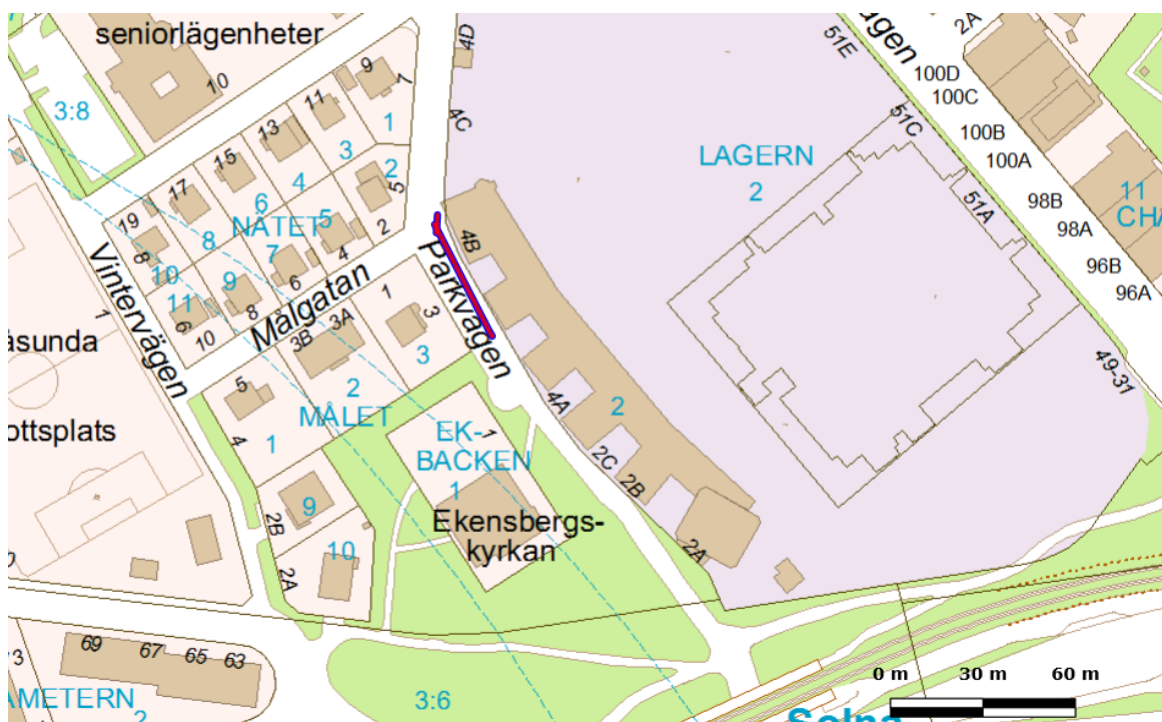 seniorlägenheter
10
3:8
9
7
11
1
13
3
15
4
2
17
6
5
5
19
NÄTET
8
7
4
2
8
10
9
6
11
8
6
10
Vintervägen
Målgatan
Parkvägen
1
3
3
3A
3B
2
MÅLET
5
1
4
9
2B
10
2A
1
ottsplats
EK-
BACKEN
1
1
Ekensbergs-
kyrkan
4D
4C
4B
4A
2
2C
2B
2A
LAGERN
2
51E
51C
51A
49-31
ägen
2A
100D
100C
100B
100A
98B
98A
96B
96A
11
69
67
65
63
2
3:6
0 m
30 m
60 m